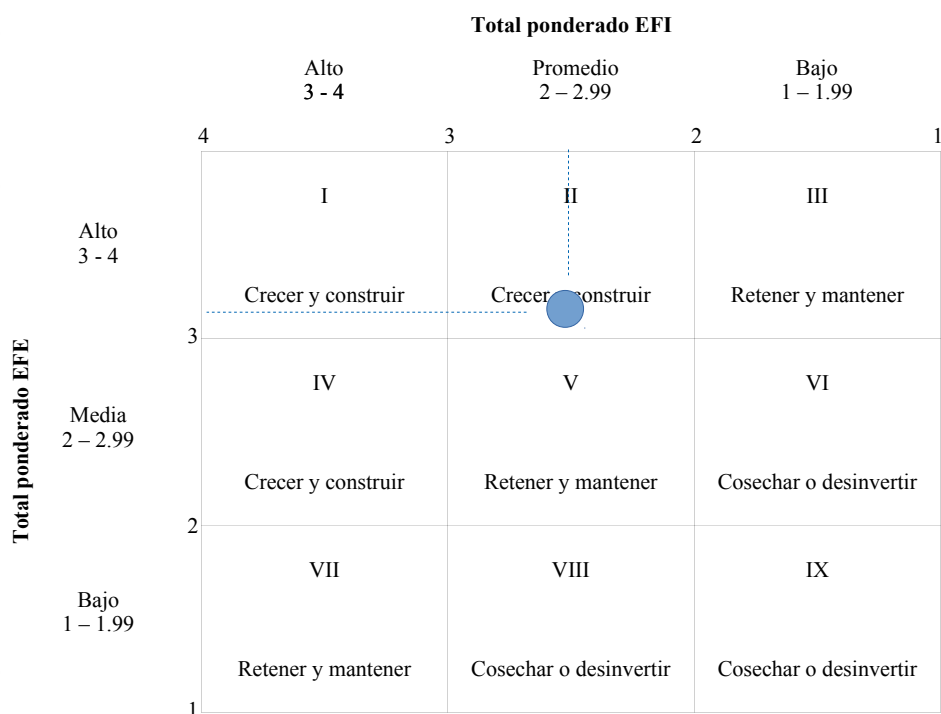 Total ponderado EFI
Alto Promedio Bajo
3 - 4 2 – 2.99 1 – 1.99
4 3 2 1
I II III
Alto
3 - 4
Crecer y construir Crecer y construir Retener y mantener
3
Total ponderado EFE
IV V VI
Media
2 – 2.99
Crecer y construir Retener y mantener Cosechar o desinvertir
2
VII VIII IX
Bajo
1 – 1.99
Retener y mantener Cosechar o desinvertir Cosechar o desinvertir
1